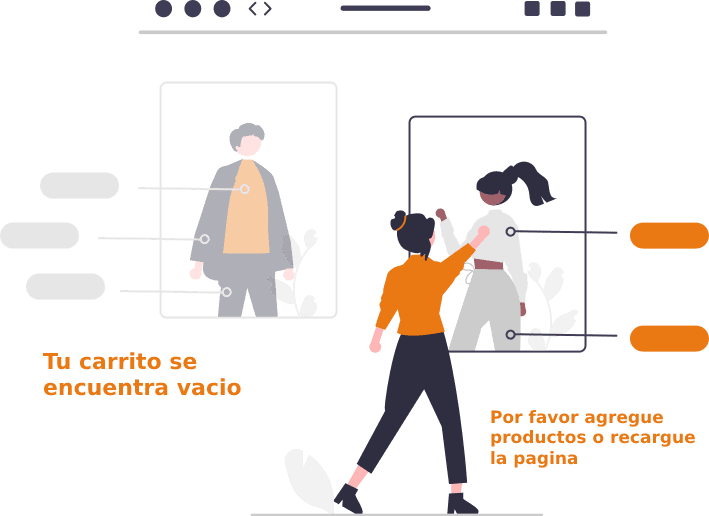 Tu carrito se
encuentra vacio
Por favor agregue
productos o recargue
la pagina